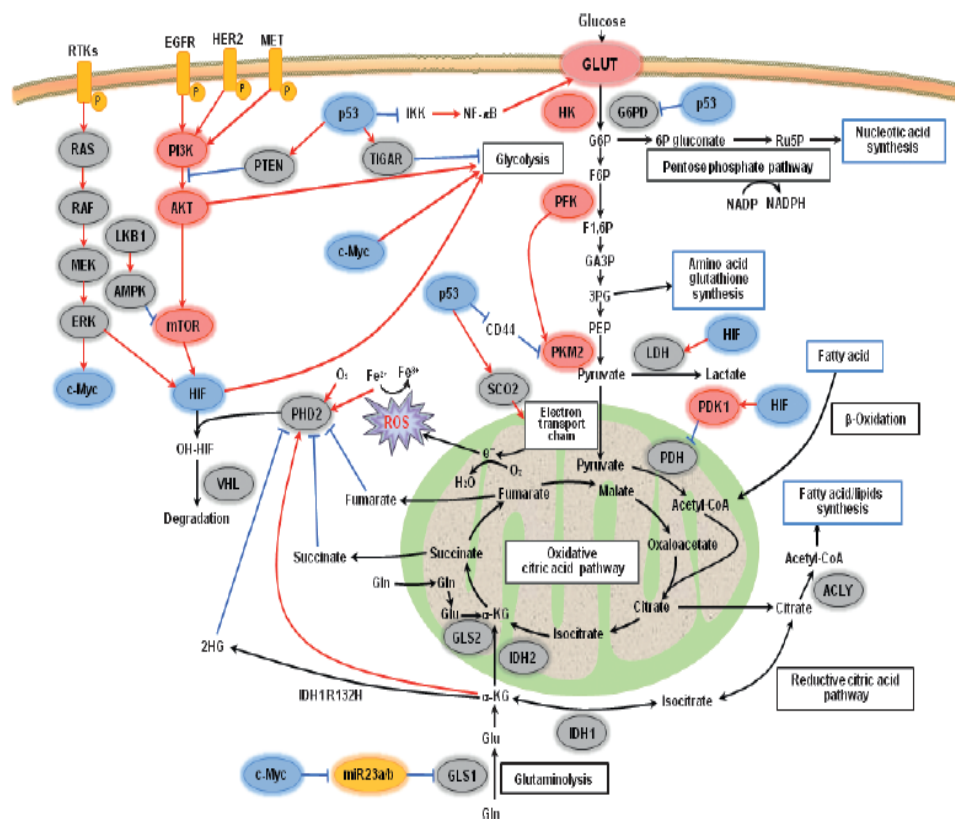 Glucose
RTKs
EGFR
HER2
MET
P
P
P
P
GLUT
p53
IKK
NF-κB
HK
G6PD
p53
RAS
PI3K
PTEN
TIGAR
Glycolysis
G6P
6P gluconate
Ru5P
Nucleotic acid
synthesis
F6P
Pentose phosphate pathway
NADP
NADPH
RAF
AKT
PFK
LKB1
c-Myc
F1,6P
MEK
GA3P
AMPK
p53
3PG
Amino acid
glutathione
synthesis
ERK
mTOR
CD44
PEP
PKM2
LDH
HIF
Fatty acid
c-Myc
HIF
O₂
Fe²⁺
Fe³⁺
SCO2
Pyruvate
Lactate
PHD2
ROS
Electron
transport
chain
PDK1
HIF
β-Oxidation
OH-HIF
e⁻
O₂
H₂O
Pyruvate
PDH
VHL
Fumarate
Fumarate
Malate
Acetyl-CoA
Fatty acid/lipids
synthesis
Degradation
Succinate
Succinate
Oxidative
citric acid pathway
Oxaloacetate
Acetyl-CoA
Gln
Gln
ACLY
Glu
α-KG
Citrato
Citrate
GLS2
IDH2
Isocitrate
2HG
Reductive citric acid
pathway
IDH1R132H
α-KG
Isocitrate
IDH1
Glu
c-Myc
miR23a/b
GLS1
Glutaminolysis
Gln